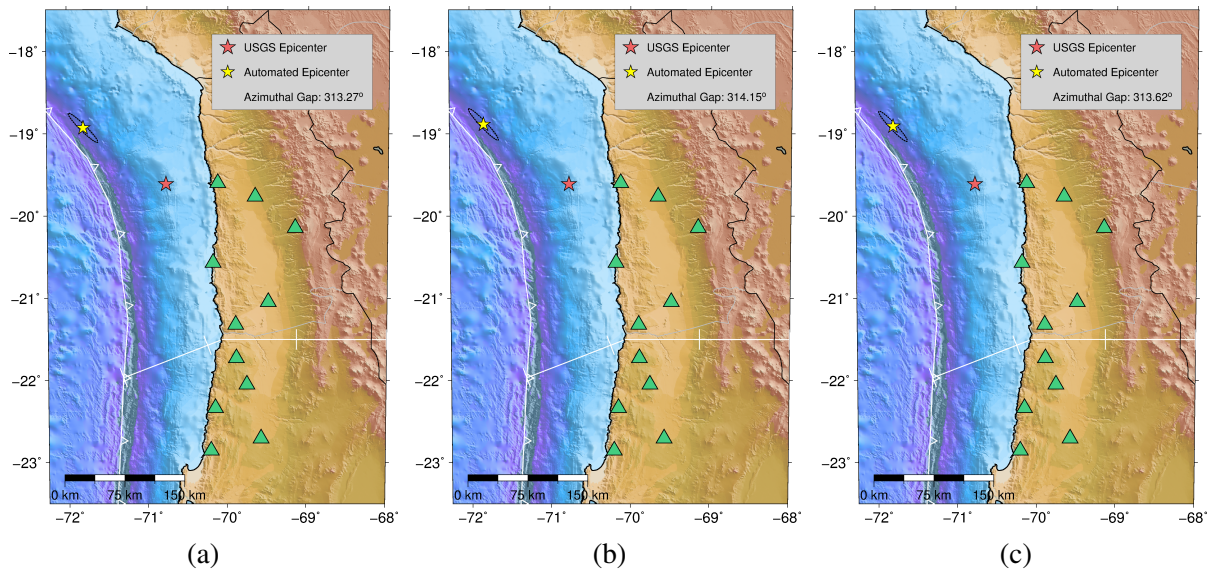 USGS Epicenter
Automated Epicenter
Azimuthal Gap: 313.27°
−18°
−19°
−20°
−21°
−22°
−23°
0 km 75 km 150 km
−72 −71 −70 −69 −68
(a)
USGS Epicenter
Automated Epicenter
Azimuthal Gap: 314.15°
−18°
−19°
−20°
−21°
−22°
−23°
0 km 75 km 150 km
−72° −71° −70° −69° −68°
(b)
USGS Epicenter
Automated Epicenter
Azimuthal Gap: 313.62°
−18°
−19°
−20°
−21°
−22°
−23°
0 km 75 km 150 km
−72° −71° −70° −69° −68°
(c)